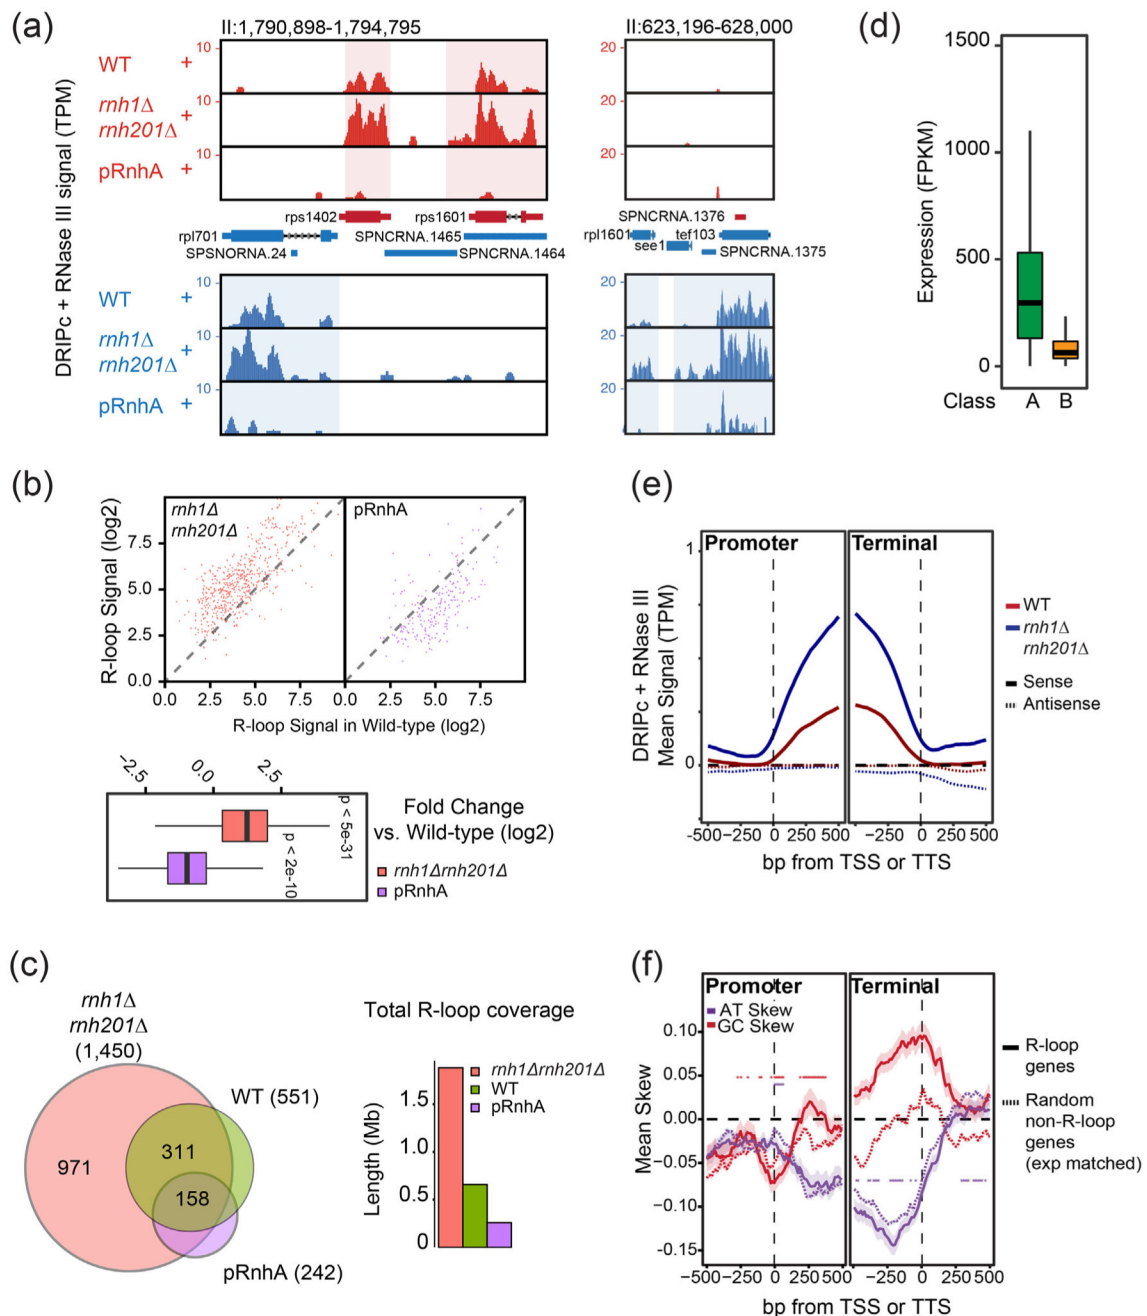 (a)
II:1,790,898-1,794,795
II:623,196-628,000
DRIPc + RNase III signal (TPM)
WT +
10
20
rnh1Δ
rnh201Δ +
10
20
pRnhA +
10
20
rps1402
rps1601
rpl701
SPNCRNA.1465
SPSNORNA.24
SPNCRNA.1464
SPNCRNA.1376
rpl1601
tef103
see1
SPNCRNA.1375
WT +
10
20
rnh1Δ
rnh201Δ +
10
20
pRnhA +
10
20
(d)
Expression (FPKM)
1500
1000
500
0
Class A B
(b)
R-loop Signal (log2)
rnh1Δ
rnh201Δ
pRnhA
7.5
5.0
2.5
0.0
0.0 2.5 5.0 7.5 0.0 2.5 5.0 7.5
R-loop Signal in Wild-type (log2)
−2.5 0.0 2.5
p < 5e-31
p < 2e-10
Fold Change
vs. Wild-type (log2)
rnh1Δrnh201Δ
pRnhA
(e)
Promoter
Terminal
DRIPc + RNase III
Mean Signal (TPM)
1
0
−500 −250 0 250 500 −500 −250 0 250 500
bp from TSS or TTS
WT
rnh1Δ
rnh201Δ
Sense
Antisense
(c)
rnh1Δ
rnh201Δ
(1,450)
WT (551)
971
311
158
pRnhA (242)
Total R-loop coverage
Length (Mb)
1.5
1.0
0.5
0
rnh1Δrnh201Δ
WT
pRnhA
(f)
Promoter
Terminal
AT Skew
GC Skew
Mean Skew
0.10
0.05
0.00
−0.05
−0.10
−0.15
−500 −250 0 250 500 −500 −250 0 250 500
bp from TSS or TTS
R-loop
genes
Random
non-R-loop
genes
(exp matched)